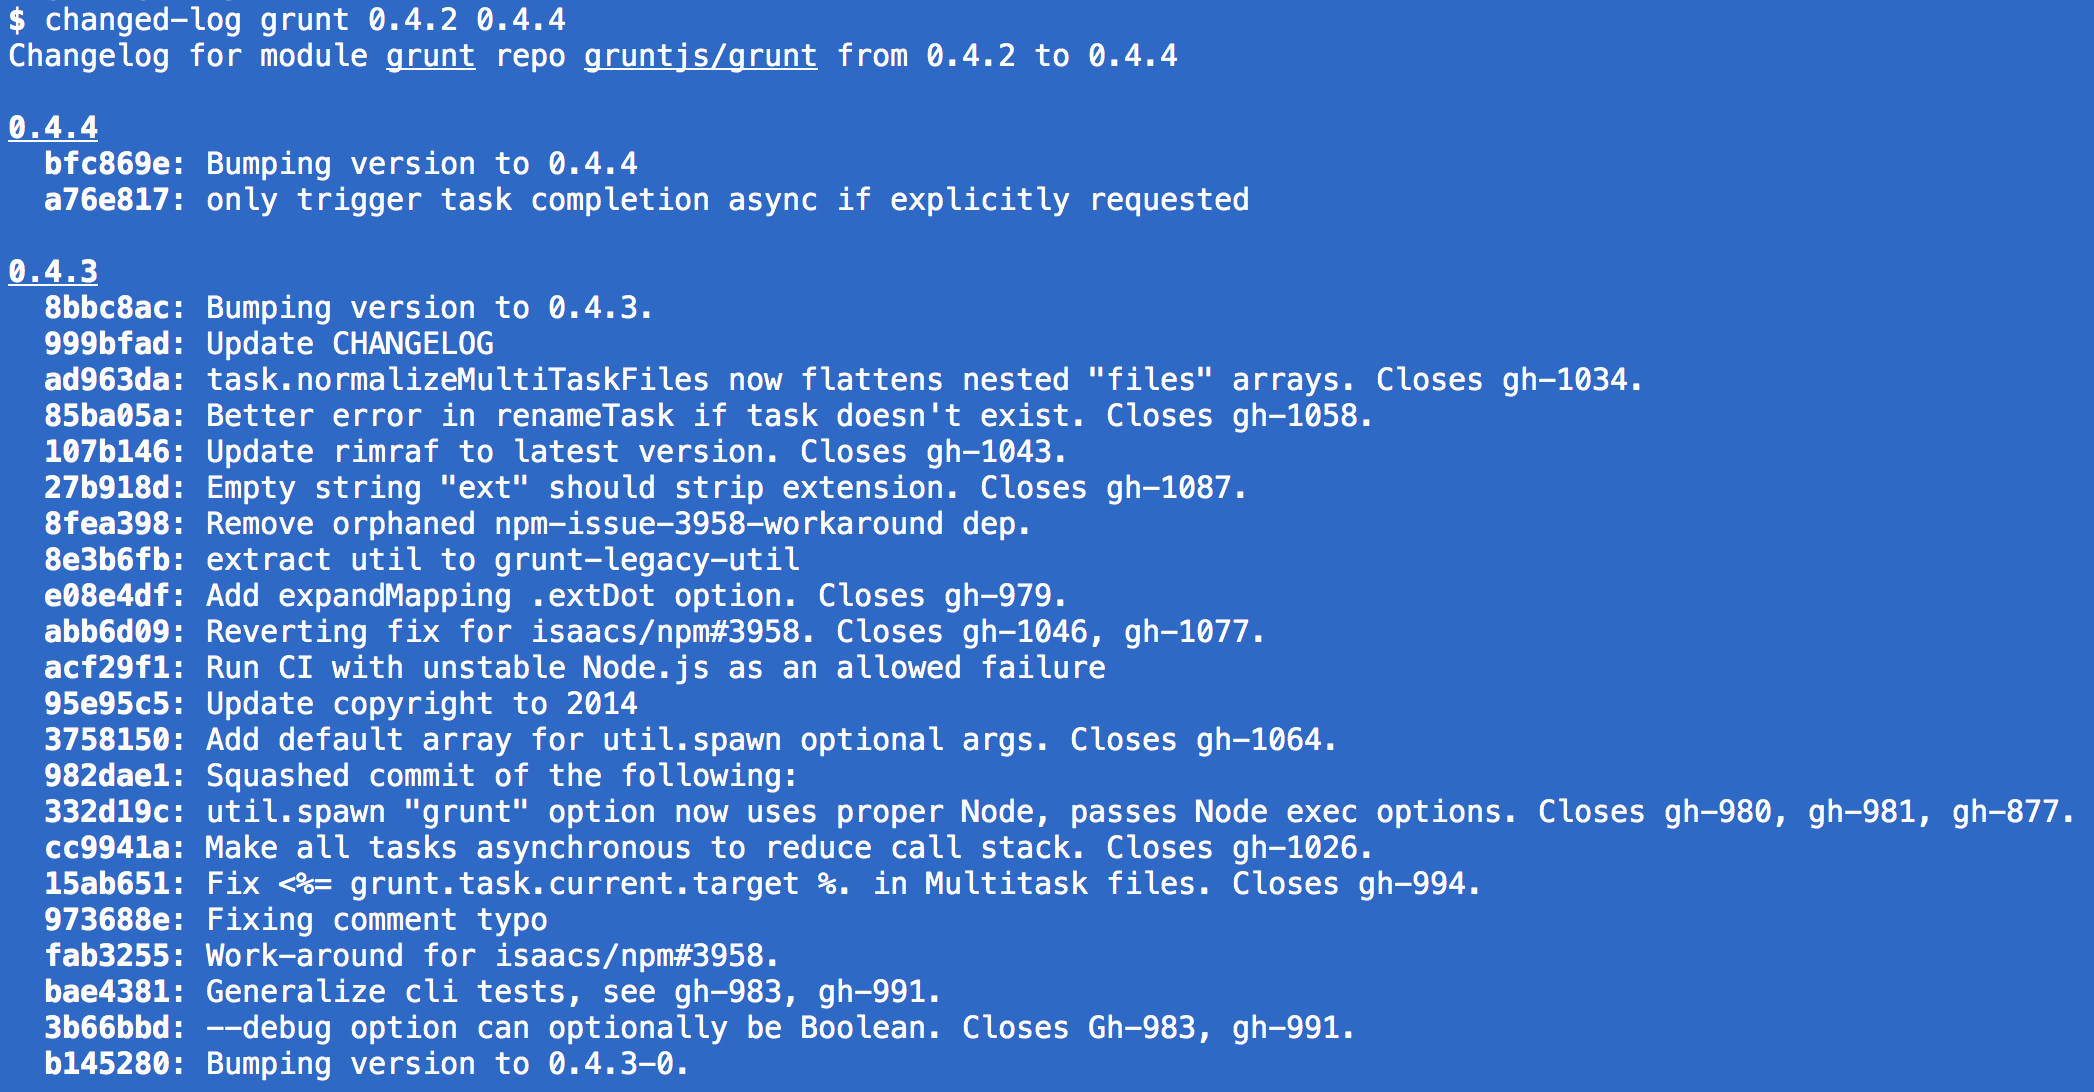 $ changed-log grunt 0.4.2 0.4.4
Changelog for module grunt repo gruntjs/grunt from 0.4.2 to 0.4.4
0.4.4
bfc869e: Bumping version to 0.4.4
a76e817: only trigger task completion async if explicitly requested
0.4.3
8bbc8ac: Bumping version to 0.4.3.
999bfad: Update CHANGELOG
ad963da: task.normalizeMultiTaskFiles now flattens nested "files" arrays. Closes gh-1034.
85ba05a: Better error in renameTask if task doesn't exist. Closes gh-1058.
107b146: Update rimraf to latest version. Closes gh-1043.
27b918d: Empty string "ext" should strip extension. Closes gh-1087.
8fea398: Remove orphaned npm-issue-3958-workaround dep.
8e3b6fb: extract util to grunt-legacy-util
e08e4df: Add expandMapping .extDot option. Closes gh-979.
abb6d09: Reverting fix for isaacs/npm#3958. Closes gh-1046, gh-1077.
acf29f1: Run CI with unstable Node.js as an allowed failure
95e95c5: Update copyright to 2014
3758150: Add default array for util.spawn optional args. Closes gh-1064.
982dae1: Squashed commit of the following:
332d19c: util.spawn "grunt" option now uses proper Node, passes Node exec options. Closes gh-980, gh-981, gh-877.
cc9941a: Make all tasks asynchronous to reduce call stack. Closes gh-1026.
15ab651: Fix <%= grunt.task.current.target %. in Multitask files. Closes gh-994.
973688e: Fixing comment typo
fab3255: Work-around for isaacs/npm#3958.
bae4381: Generalize cli tests, see gh-983, gh-991.
3b66bbd: --debug option can optionally be Boolean. Closes Gh-983, gh-991.
b145280: Bumping version to 0.4.3-0.